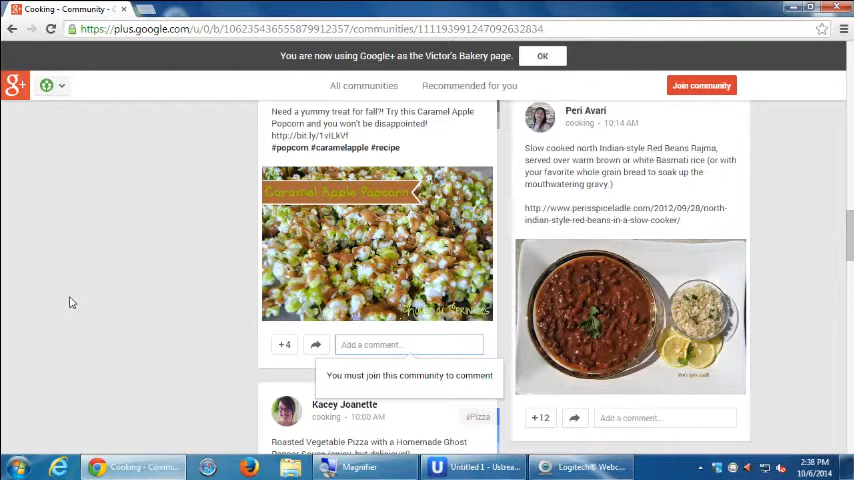 Cooking - Community - G
https://plus.google.com/u/0/b/106235436555879912357/communities/111193991247092632834
You are now using Google+ as the Victor's Bakery page.
OK
g+
All communities
Recommended for you
Join community
Need a yummy treat for fall?! Try this Caramel Apple
Popcorn and you won't be disappointed!
http://bit.ly/1vILkVf
#popcorn #caramelapple #recipe
Caramel Apple Popcorn
+4
Add a comment...
You must join this community to comment
Kacey Joanette
cooking - 10:00 AM
#Pizza
Roasted Vegetable Pizza with a Homemade Ghost
Peri Avari
cooking - 10:14 AM
Slow cooked north Indian-style Red Beans Rajma,
served over warm brown or white Basmati rice (or with
your favorite whole grain bread to soak up the
mouthwatering gravy.)
http://www.perisspiceladle.com/2012/09/28/north-
indian-style-red-beans-in-a-slow-cooker/
Peri's Spice Ladle
+12
Add a comment...
Cooking - Comm...
Magnifier
Untitled 1 - Ustrea...
Logitech® Webc...
2:38 PM
10/6/2014